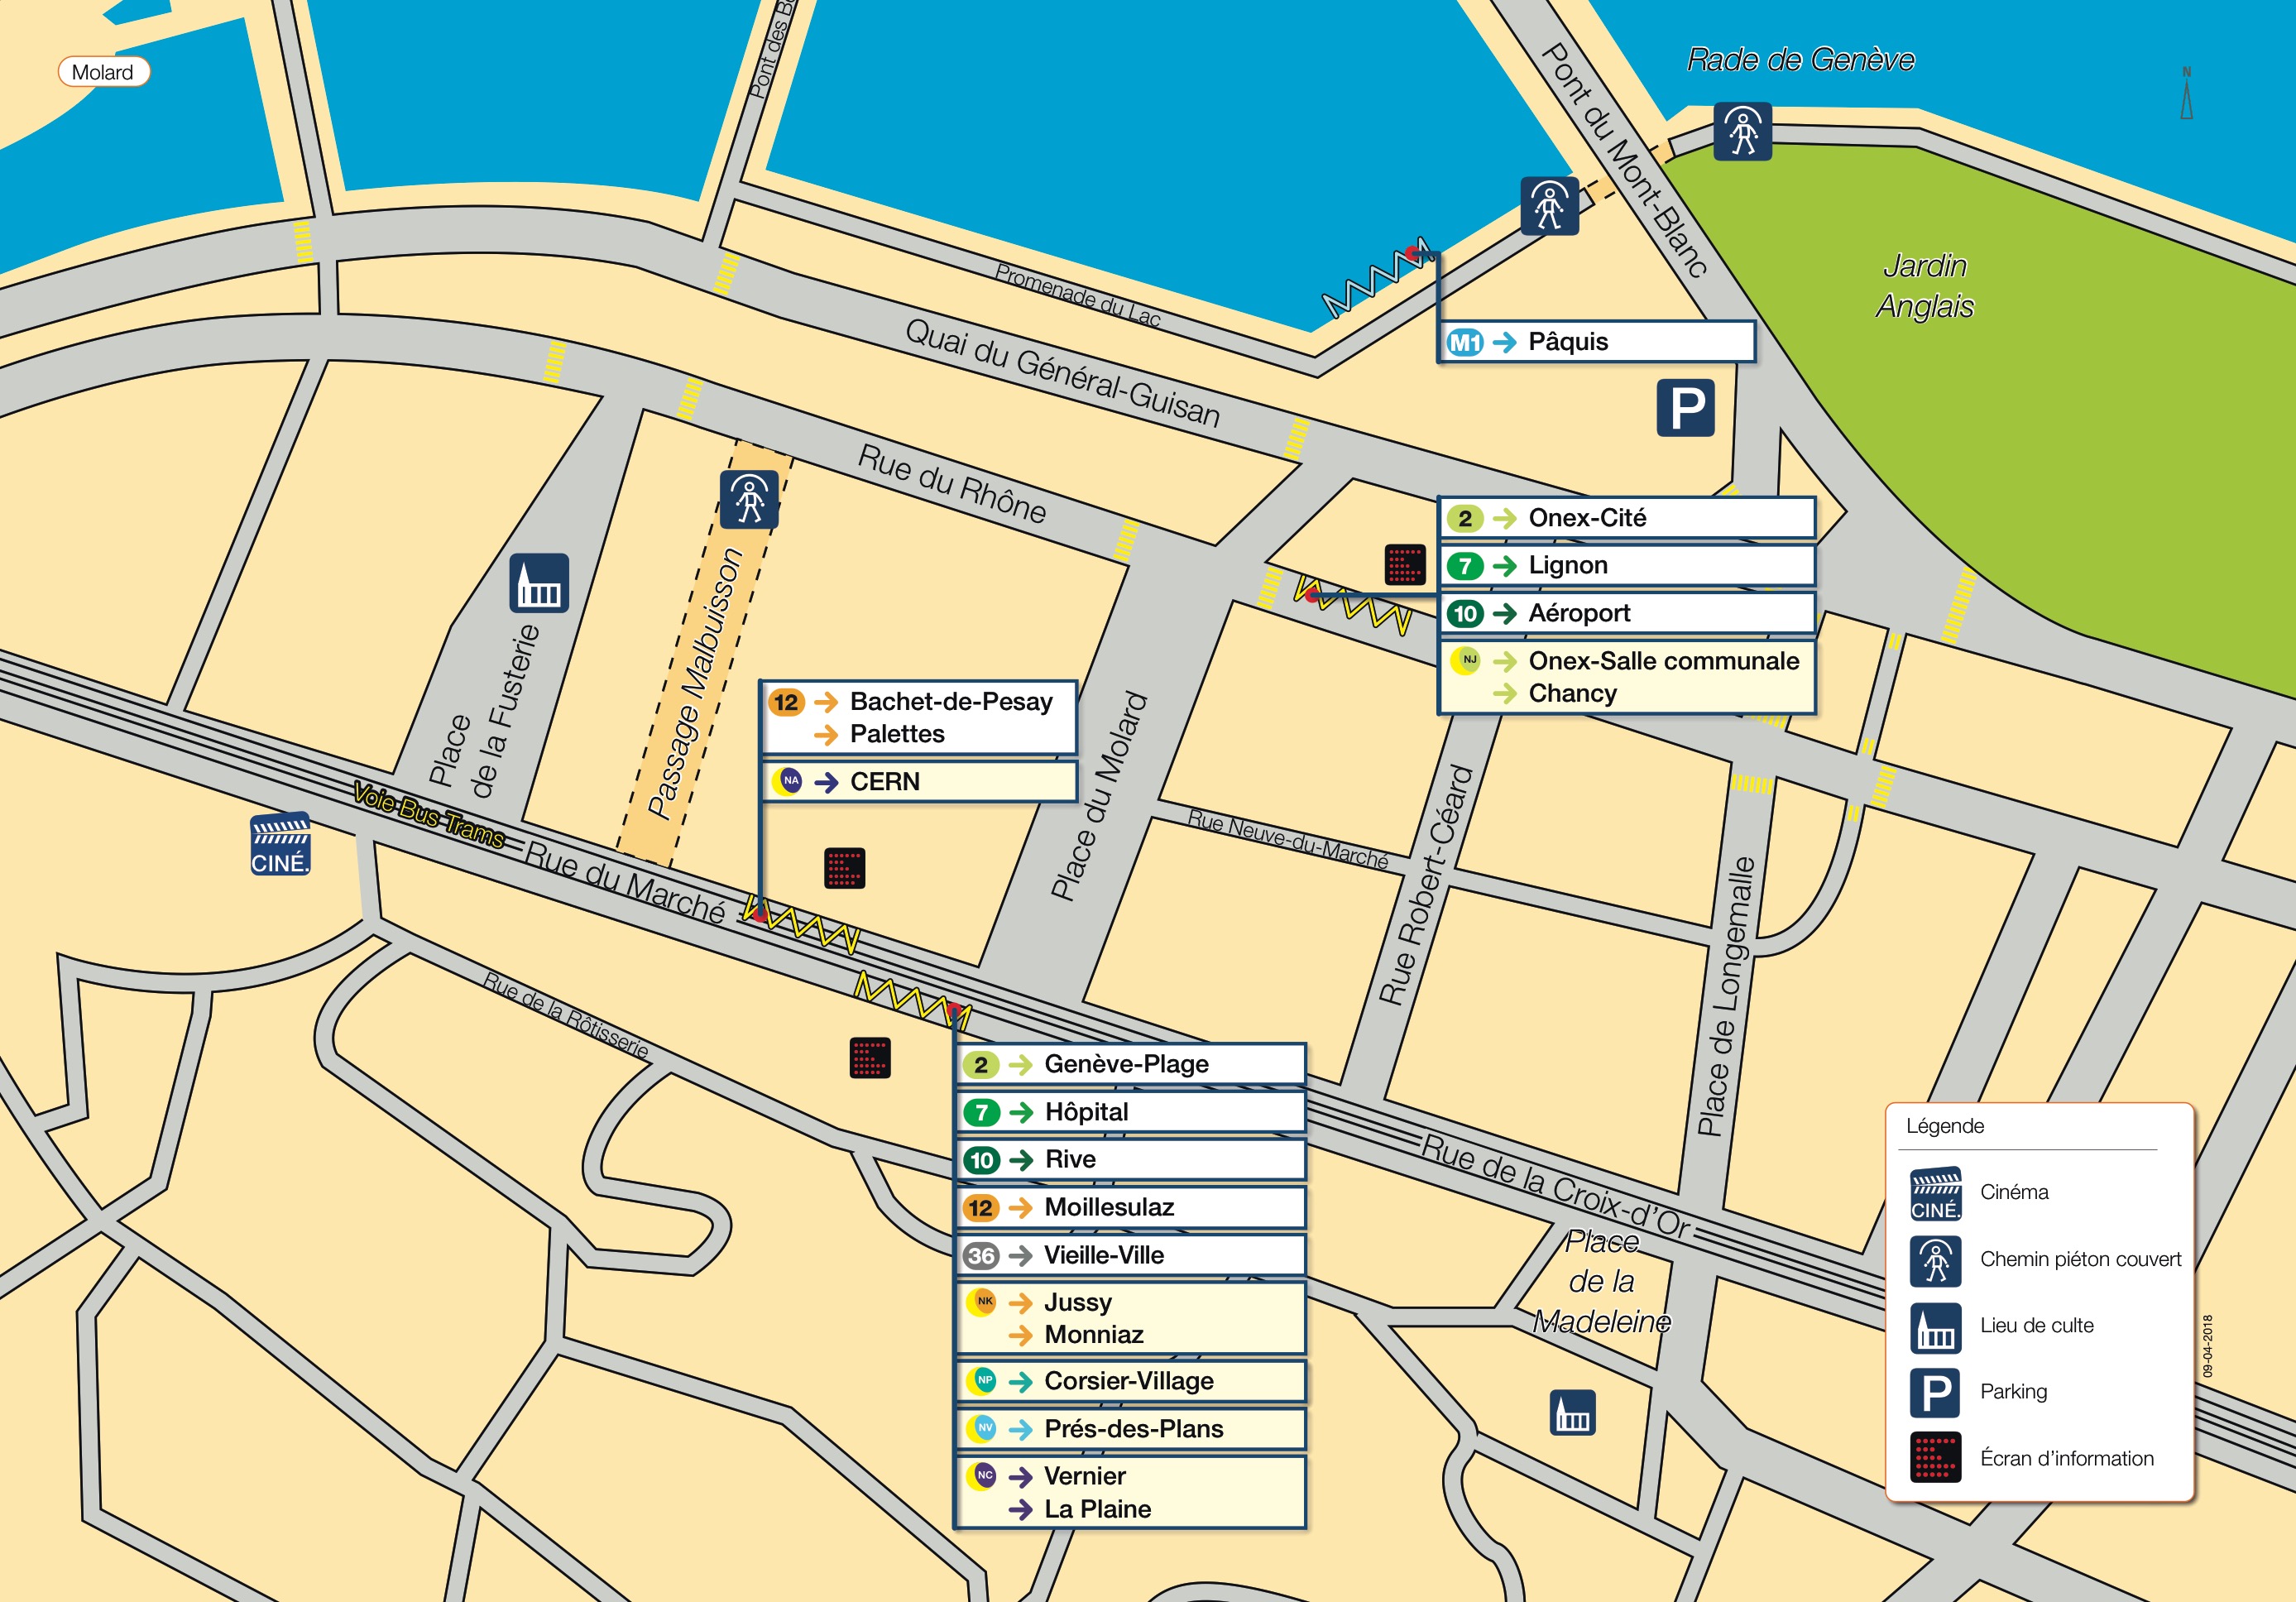 Molard
Pont des B
Pont du Mont-Blanc
Rade de Genève
N
Jardin
Anglais
Promenade du Lac
Quai du Général-Guisan
M1 → Pâquis
P
Rue du Rhône
2 → Onex-Cité
7 → Lignon
10 → Aéroport
NJ → Onex-Salle communale
→ Chancy
Place
de la Fusterie
Passage Malbuisson
12 → Bachet-de-Pesay
→ Palettes
NA → CERN
Place du Molard
Rue Neuve-du-Marché
Rue Robert-Céard
Place de Longemalle
Voie Bus Trams
CINÉ.
Rue du Marché
Rue de la Rôtisserie
2 → Genève-Plage
7 → Hôpital
10 → Rive
12 → Moillesulaz
36 → Vieille-Ville
NK → Jussy
→ Monniaz
NP → Corsier-Village
NV → Prés-des-Plans
NC → Vernier
→ La Plaine
Rue de la Croix-d'Or
Place
de la
Madeleine
Légende
CINÉ. Cinéma
Chemin piéton couvert
Lieu de culte
P Parking
Écran d'information
09-04-2018